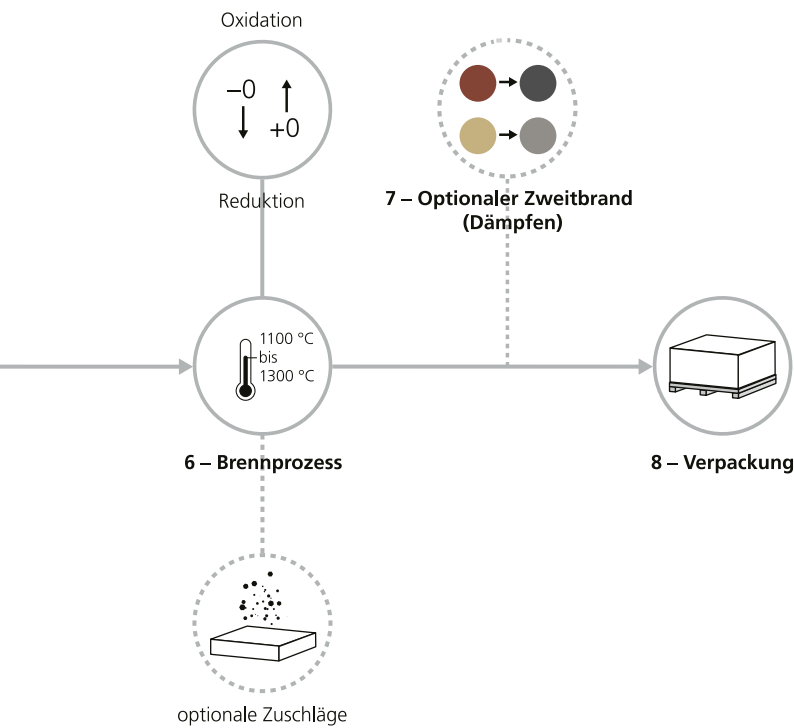 Oxidation
–0
+0
Reduktion
7 – Optionaler Zweitbrand
(Dämpfen)
1100 °C
bis
1300 °C
6 – Brennprozess
8 – Verpackung
optionale Zuschläge